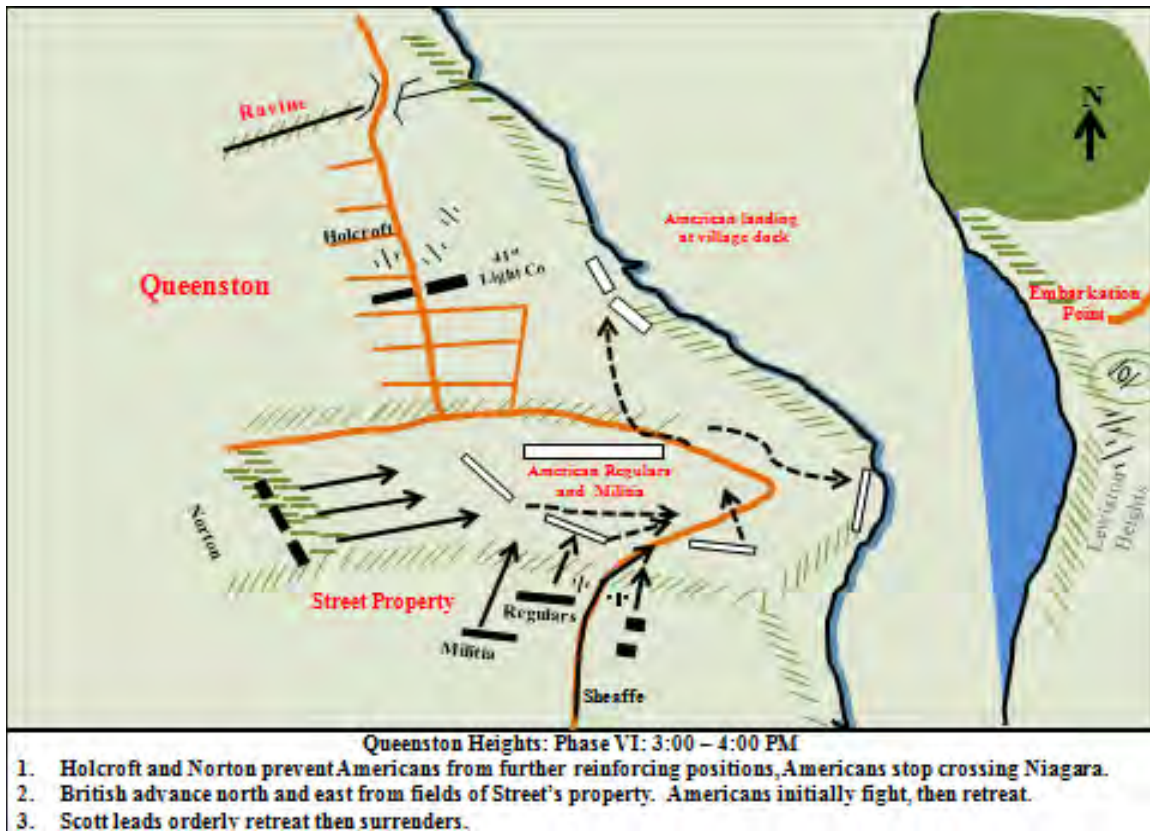 N
Ravine
Holcroft
41st
Light Co
American landing
at village dock
Queenston
Embarkation
Point
American Regulars
and Militia
Norton
Lewiston
Heights
Street Property
Regulars
Militia
Sheaffe
Queenston Heights: Phase VI: 3:00 – 4:00 PM
1. Holcroft and Norton prevent Americans from further reinforcing positions, Americans stop crossing Niagara.
2. British advance north and east from fields of Street's property. Americans initially fight, then retreat.
3. Scott leads orderly retreat then surrenders.